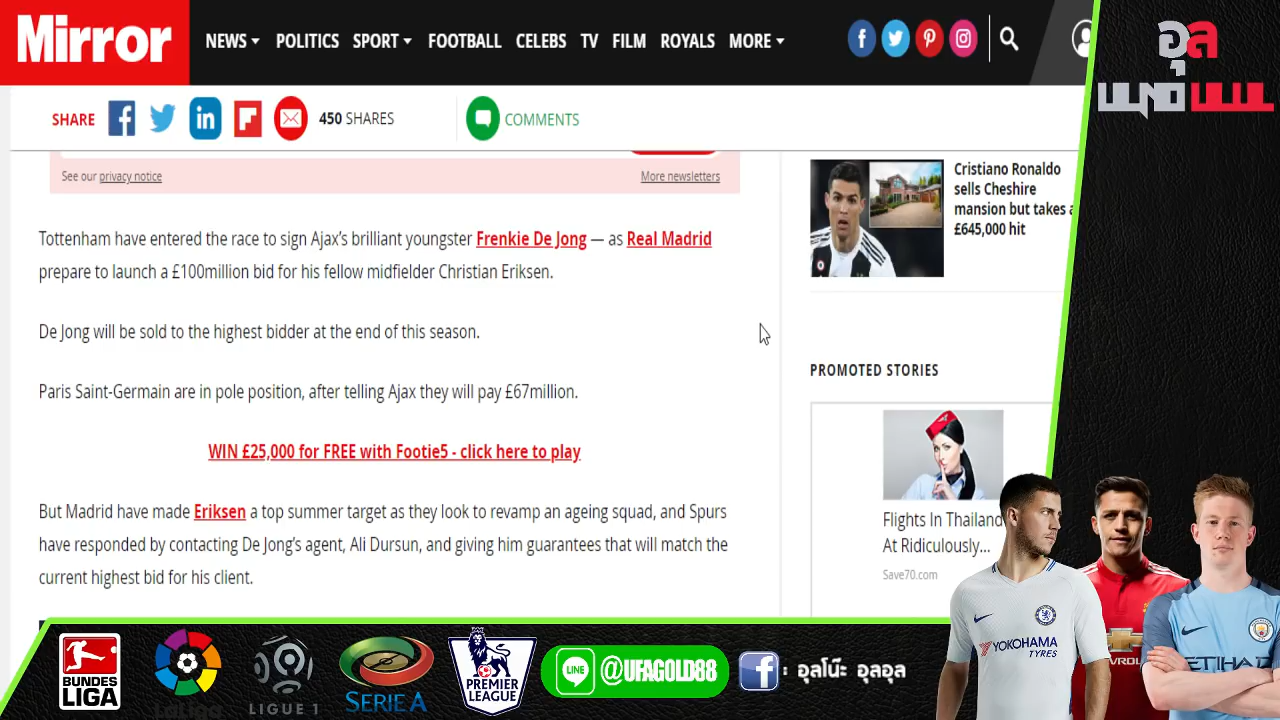 Mirror
NEWS POLITICS SPORT FOOTBALL CELEBS TV FILM ROYALS MORE
อุล
SHARE 450 SHARES COMMENTS
See our privacy notice More newsletters
Cristiano Ronaldo
sells Cheshire
mansion but takes a
£645,000 hit
Tottenham have entered the race to sign Ajax’s brilliant youngster Frenkie De Jong — as Real Madrid
prepare to launch a £100million bid for his fellow midfielder Christian Eriksen.
De Jong will be sold to the highest bidder at the end of this season.
Paris Saint-Germain are in pole position, after telling Ajax they will pay £67million.
WIN £25,000 for FREE with Footie5 - click here to play
But Madrid have made Eriksen a top summer target as they look to revamp an ageing squad, and Spurs
have responded by contacting De Jong’s agent, Ali Dursun, and giving him guarantees that will match the
current highest bid for his client.
PROMOTED STORIES
Flights In Thailand
At Ridiculously...
Save70.com
YOKOHAMA
TYRES
BUNDES
LIGA
LaLiga
LIGUE 1
SERIE A
PREMIER
LEAGUE
LINE
@UFAGOLD88
: อุลโน๊ะ อุลอุล